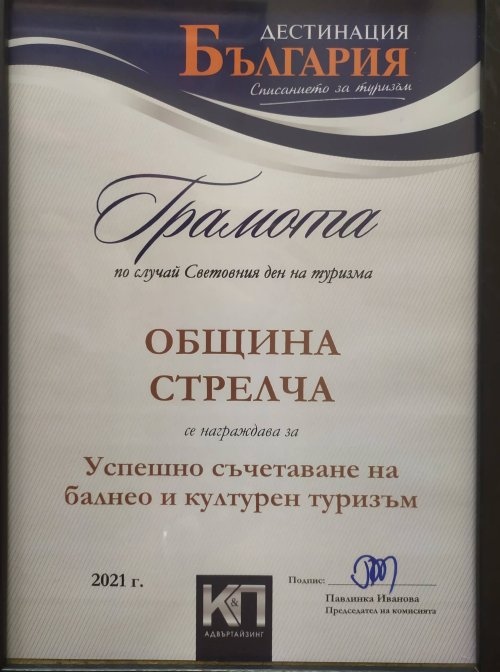 ДЕСТИНАЦИЯ
БЪЛГАРИЯ
Списанието за туризъм
Грамота
по случай Световния ден на туризма
ОБЩИНА
СТРЕЛЧА
се награждава за
Успешно съчетаване на
балнео и културен туризъм
2021 г.
Подпис:
Павлинка Иванова
Председател на комисията
К&П
АДВЪРТАЙЗИНГ